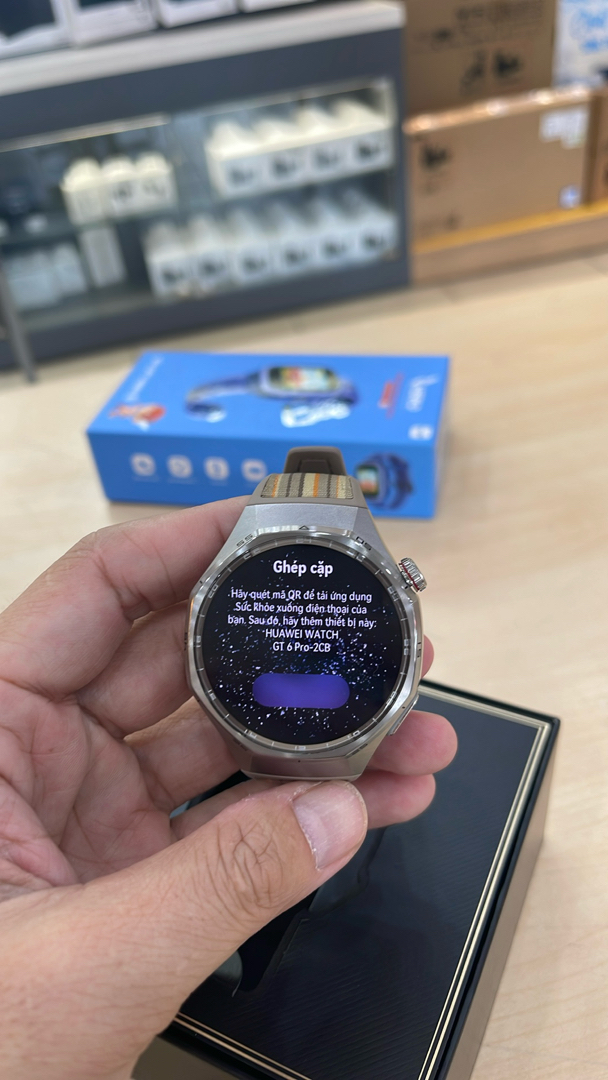 Ghép cặp
Hãy quét mã QR để tải ứng dụng
Sức khỏe xuống điện thoại của
bạn. Sau đó, hãy thêm thiết bị này:
HUAWEI WATCH
GT 6 Pro-2CB